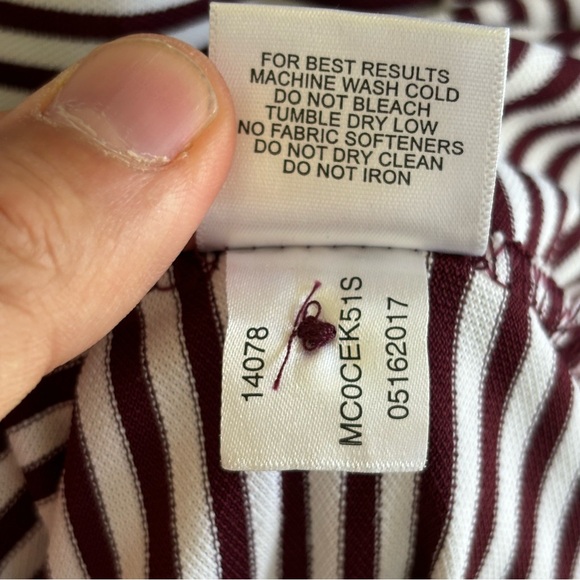 FOR BEST RESULTS
MACHINE WASH COLD
DO NOT BLEACH
TUMBLE DRY LOW
NO FABRIC SOFTENERS
DO NOT DRY CLEAN
DO NOT IRON
14078
MC0CEK51S
05162017